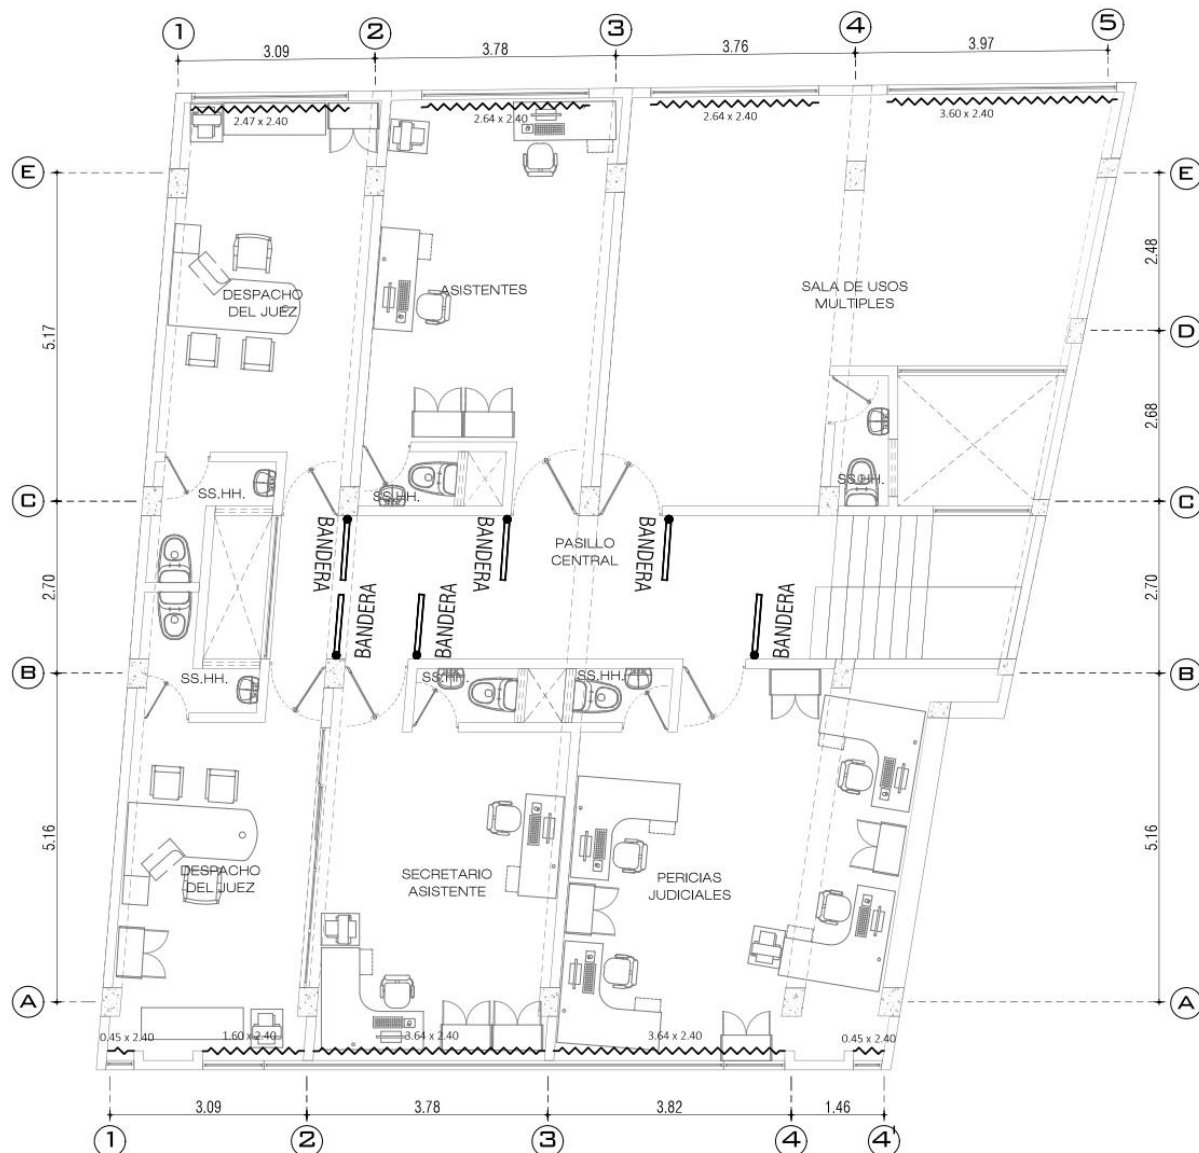 1 2 3 4 5
3.09 3.78 3.76 3.97
2.47 x 2.40 2.64 x 2.40 2.64 x 2.40 3.60 x 2.40
E E
2.48
DESPACHO
DEL JUEZ
ASISTENTES
SALA DE USOS
MULTIPLES
D
5.17
2.68
SS.HH. SS.HH. SS.HH.
C C
BANDERA BANDERA BANDERA
PASILLO
CENTRAL
2.70 2.70
BANDERA BANDERA BANDERA
B B
SS.HH. SS.HH. SS.HH.
5.16 5.16
DESPACHO
DEL JUEZ
SECRETARIO
ASISTENTE
PERICIAS
JUDICIALES
A A
0.45 x 2.40 1.60 x 2.40 3.64 x 2.40 3.64 x 2.40 0.45 x 2.40
3.09 3.78 3.82 1.46
1 2 3 4 4'